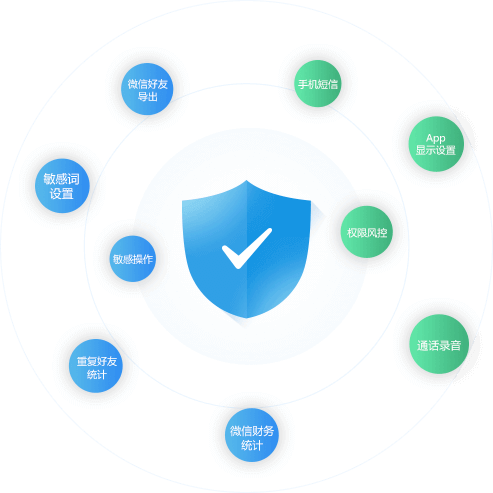 微信好友
导出
手机短信
App
显示设置
敏感词
设置
权限风控
敏感操作
通话录音
重复好友
统计
微信财务
统计